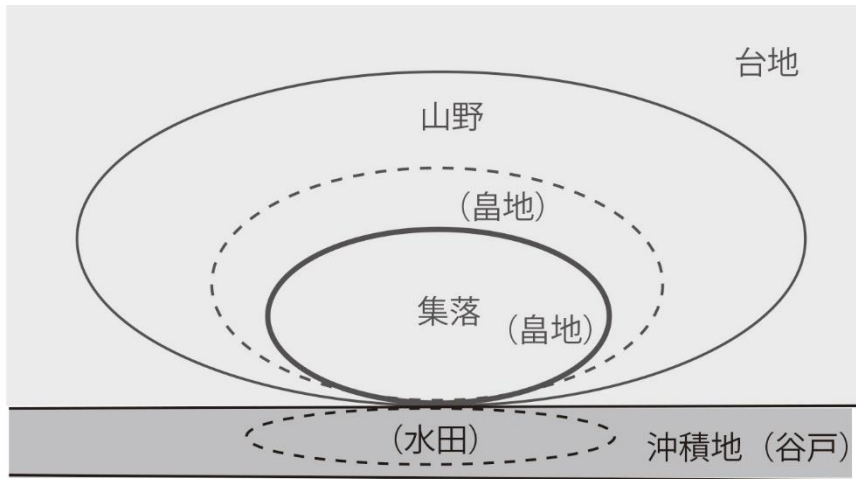 台地
山野
（畠地）
集落
（畠地）
（水田）
沖積地（谷戸）